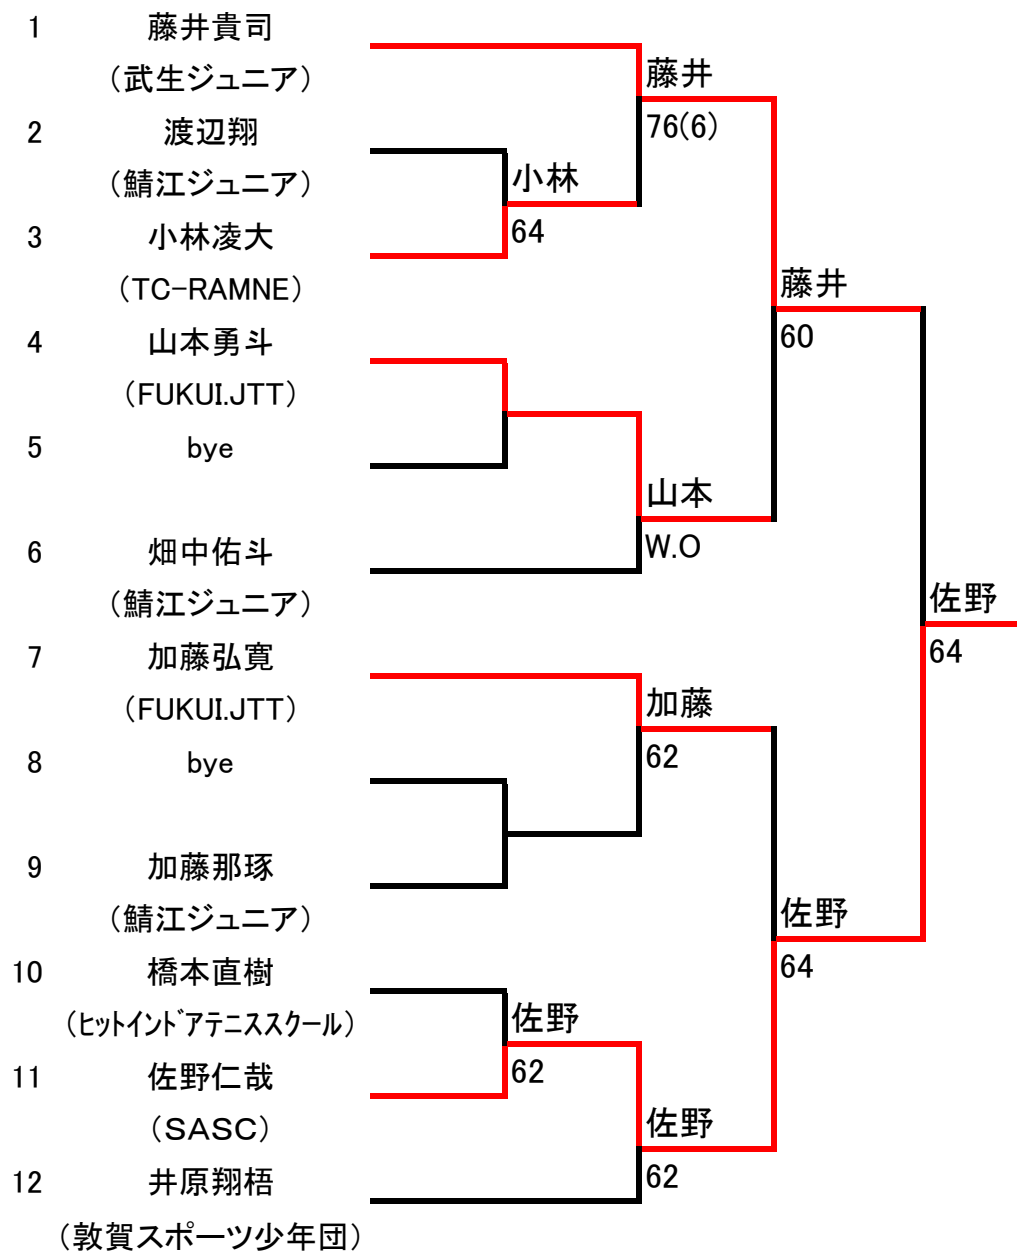 1 藤井貴司
(武生ジュニア)
藤井
76(6)
2 渡辺翔
(鯖江ジュニア)
小林
64
3 小林凌大
(TC-RAMNE)
藤井
60
4 山本勇斗
(FUKUI.JTT)
5 bye
山本
W.O
6 畑中佑斗
(鯖江ジュニア)
佐野
64
7 加藤弘寛
(FUKUI.JTT)
加藤
62
8 bye
9 加藤那琢
(鯖江ジュニア)
佐野
64
10 橋本直樹
(ヒットインドアテニススクール)
佐野
62
11 佐野仁哉
(SASC)
佐野
62
12 井原翔梧
(敦賀スポーツ少年団)